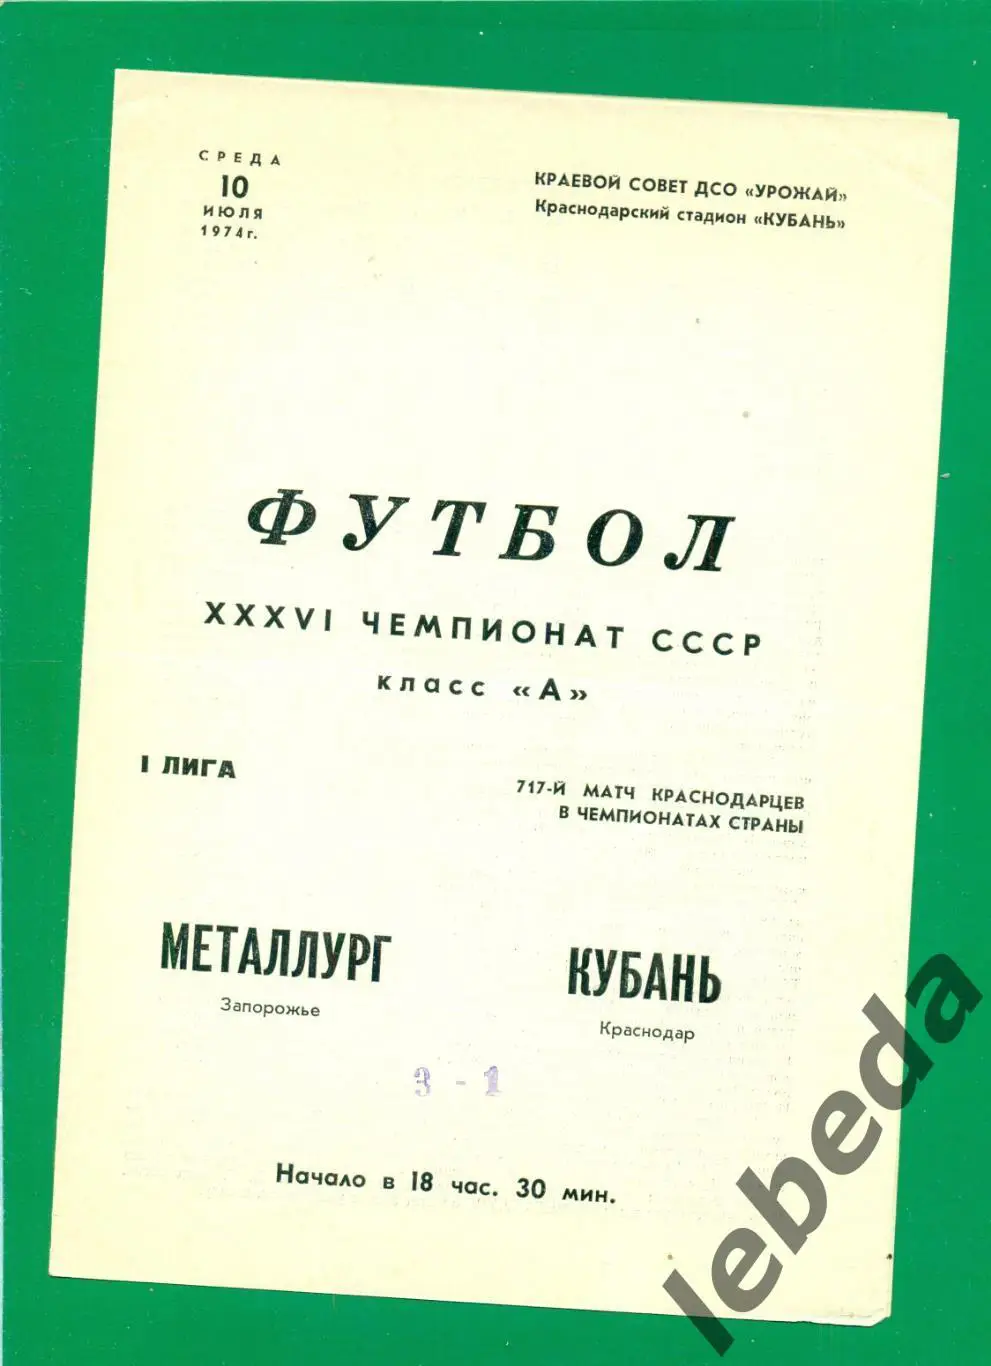 СРЕДА
10
ИЮЛЯ
1974 г.
КРАЕВОЙ СОВЕТ ДСО «УРОЖАЙ»
Краснодарский стадион «КУБАНЬ»
ФУТБОЛ
XXXVI ЧЕМПИОНАТ СССР
класс «А»
I ЛИГА
717-Й МАТЧ КРАСНОДАРЦЕВ
В ЧЕМПИОНАТАХ СТРАНЫ
МЕТАЛЛУРГ
Запорожье
КУБАНЬ
Краснодар
3 - 1
Начало в 18 час. 30 мин.
lebeda